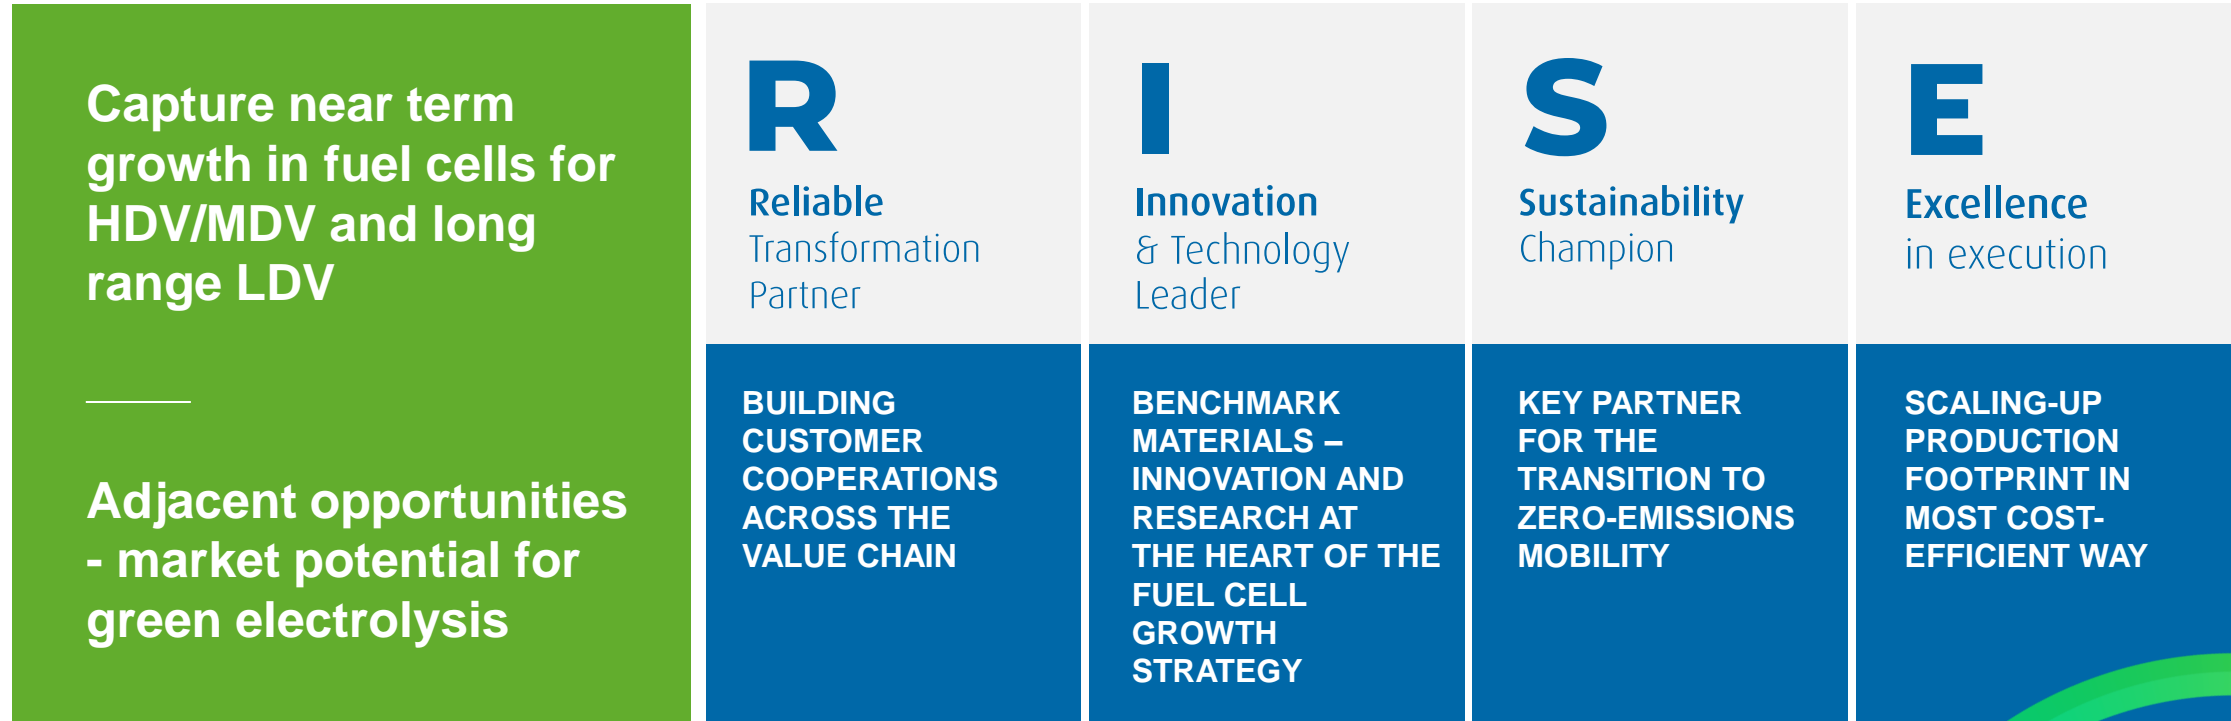 Capture near term
growth in fuel cells for
HDV/MDV and long
range LDV
Adjacent opportunities
- market potential for
green electrolysis
R
Reliable
Transformation
Partner
BUILDING
CUSTOMER
COOPERATIONS
ACROSS THE
VALUE CHAIN
I
Innovation
& Technology
Leader
BENCHMARK
MATERIALS –
INNOVATION AND
RESEARCH AT
THE HEART OF THE
FUEL CELL
GROWTH
STRATEGY
S
Sustainability
Champion
KEY PARTNER
FOR THE
TRANSITION TO
ZERO-EMISSIONS
MOBILITY
E
Excellence
in execution
SCALING-UP
PRODUCTION
FOOTPRINT IN
MOST COST-
EFFICIENT WAY